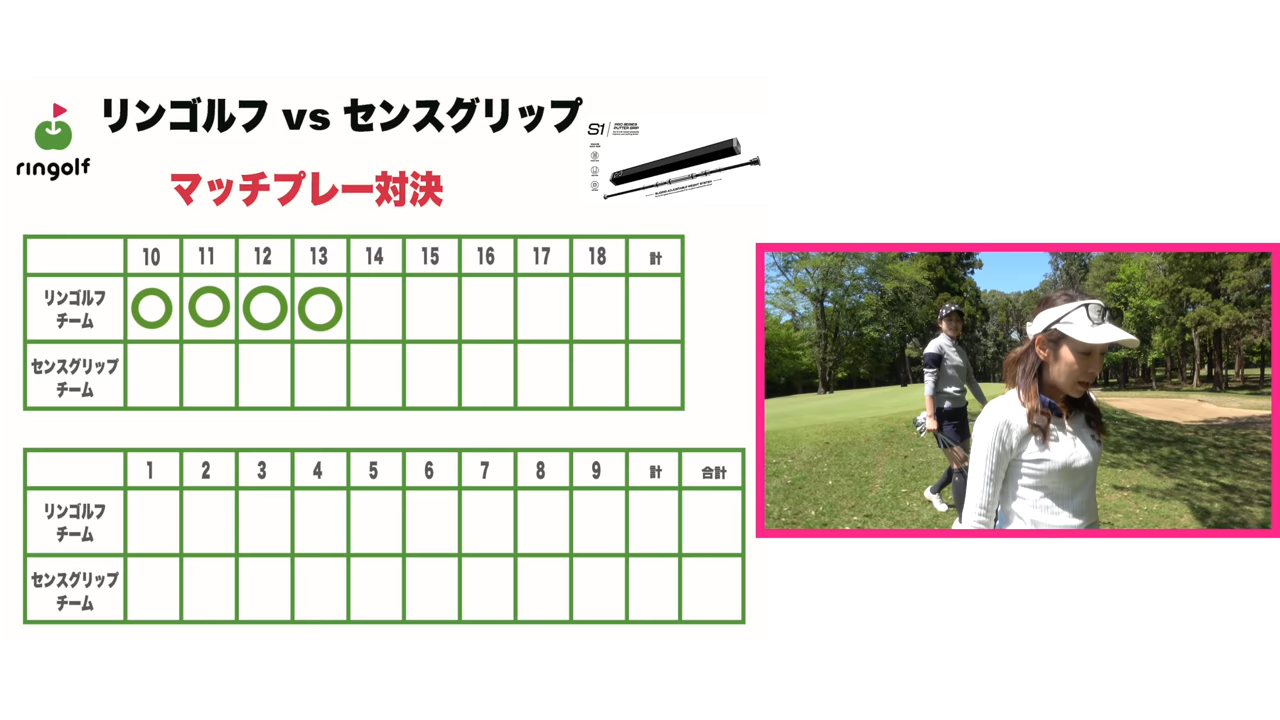 リンゴルフ vs センスグリップ
ringolf
マッチプレー対決
S1 PRO SERIES
PUTTER GRIP
10 11 12 13 14 15 16 17 18 計
リンゴルフ
チーム
センスグリップ
チーム
1 2 3 4 5 6 7 8 9 計 合計
リンゴルフ
チーム
センスグリップ
チーム